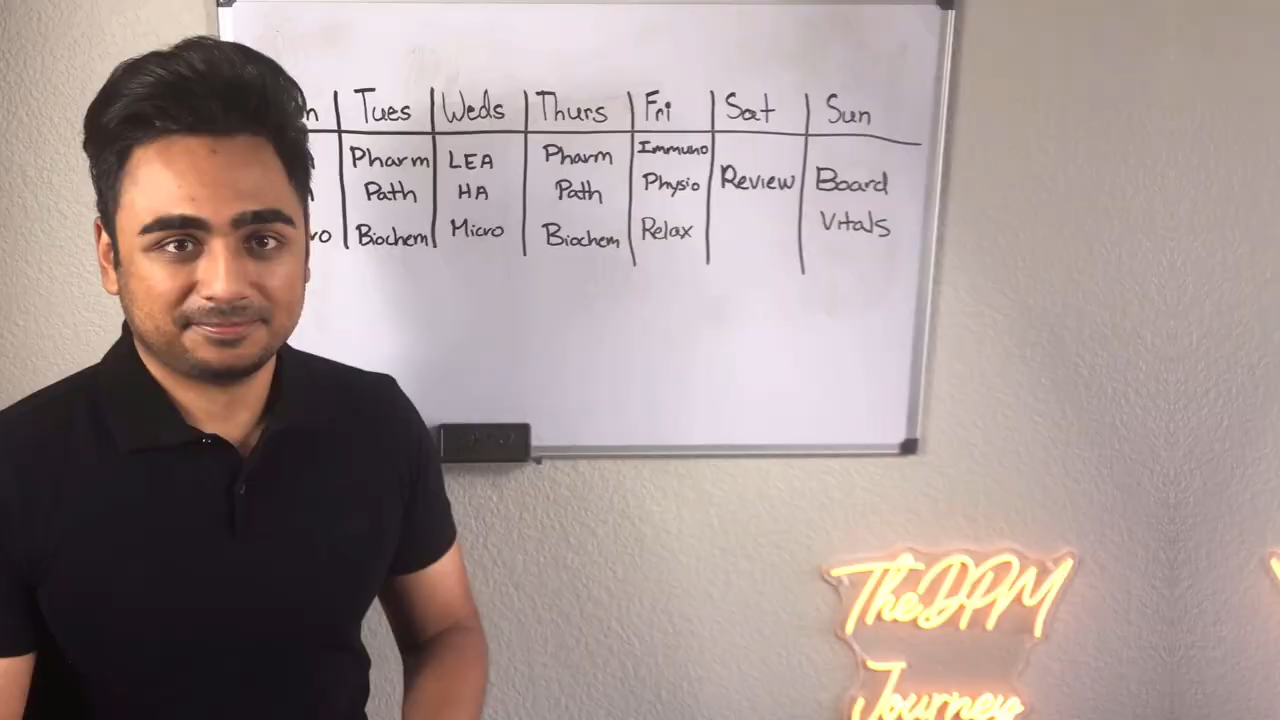 Tues Weds Thurs Fri Sat Sun
Pharm LEA Pharm Immuno
Path HA Path Physio Review Board
Biochem Micro Biochem Relax Vitals
TheDPM
Journey